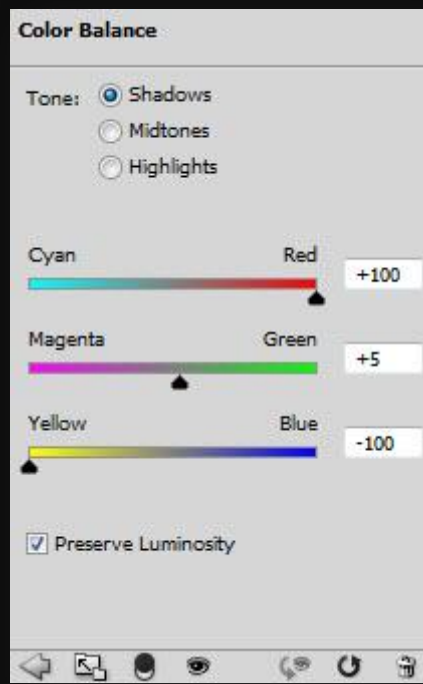 Color Balance
Tone: Shadows
Midtones
Highlights
Cyan Red +100
Magenta Green +5
Yellow Blue -100
Preserve Luminosity